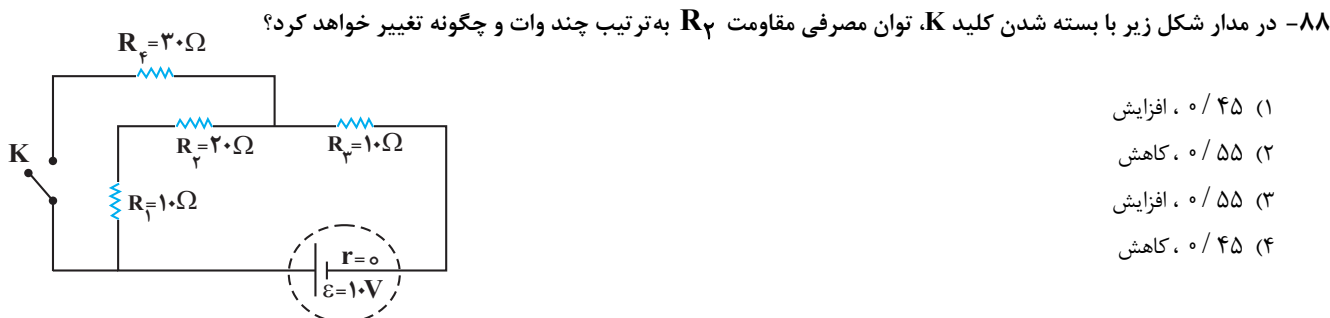 ۸۸- در مدار شکل زیر با بسته شدن کلید K، توان مصرفی مقاومت R۲ به‌ترتیب چند وات و چگونه تغییر خواهد کرد؟
۱) ۰/۴۵ ، افزایش
۲) ۰/۵۵ ، کاهش
۳) ۰/۵۵ ، افزایش
۴) ۰/۴۵ ، کاهش
R۴=۳۰Ω
R۲=۲۰Ω
R۳=۱۰Ω
K
R۱=۱۰Ω
r=۰
ε=۱۰V